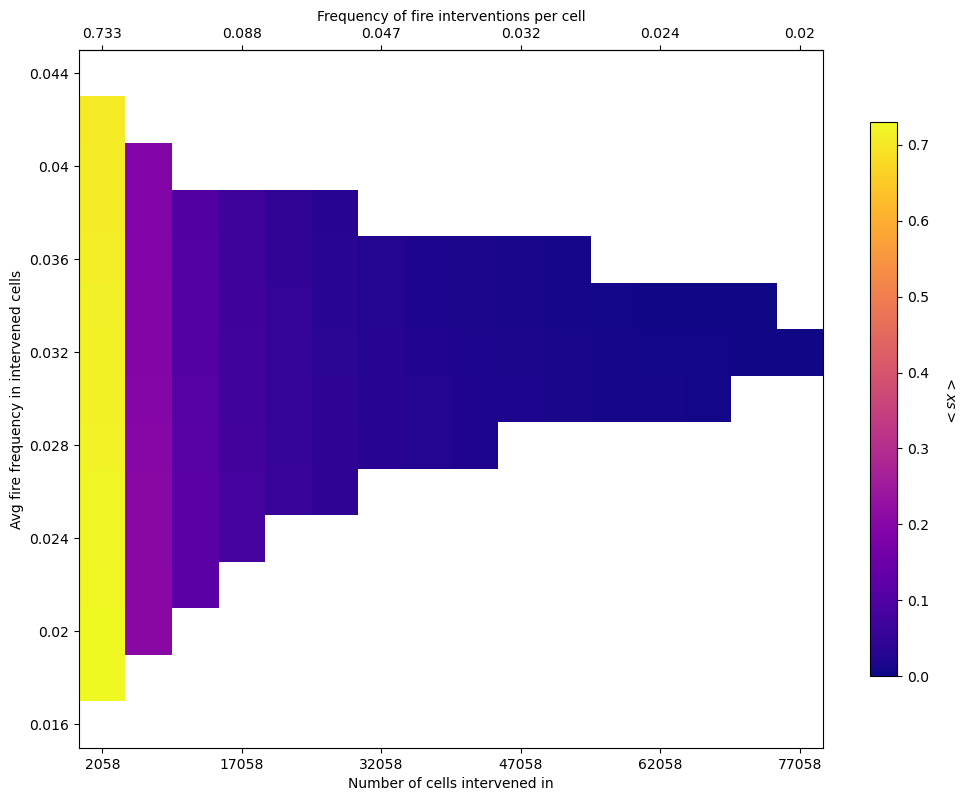 Frequency of fire interventions per cell
0.733 0.088 0.047 0.032 0.024 0.02
Avg fire frequency in intervened cells
0.044
0.04
0.036
0.032
0.028
0.024
0.02
0.016
2058 17058 32058 47058 62058 77058
Number of cells intervened in
0.7
0.6
0.5
0.4
0.3
0.2
0.1
0.0
<xs>